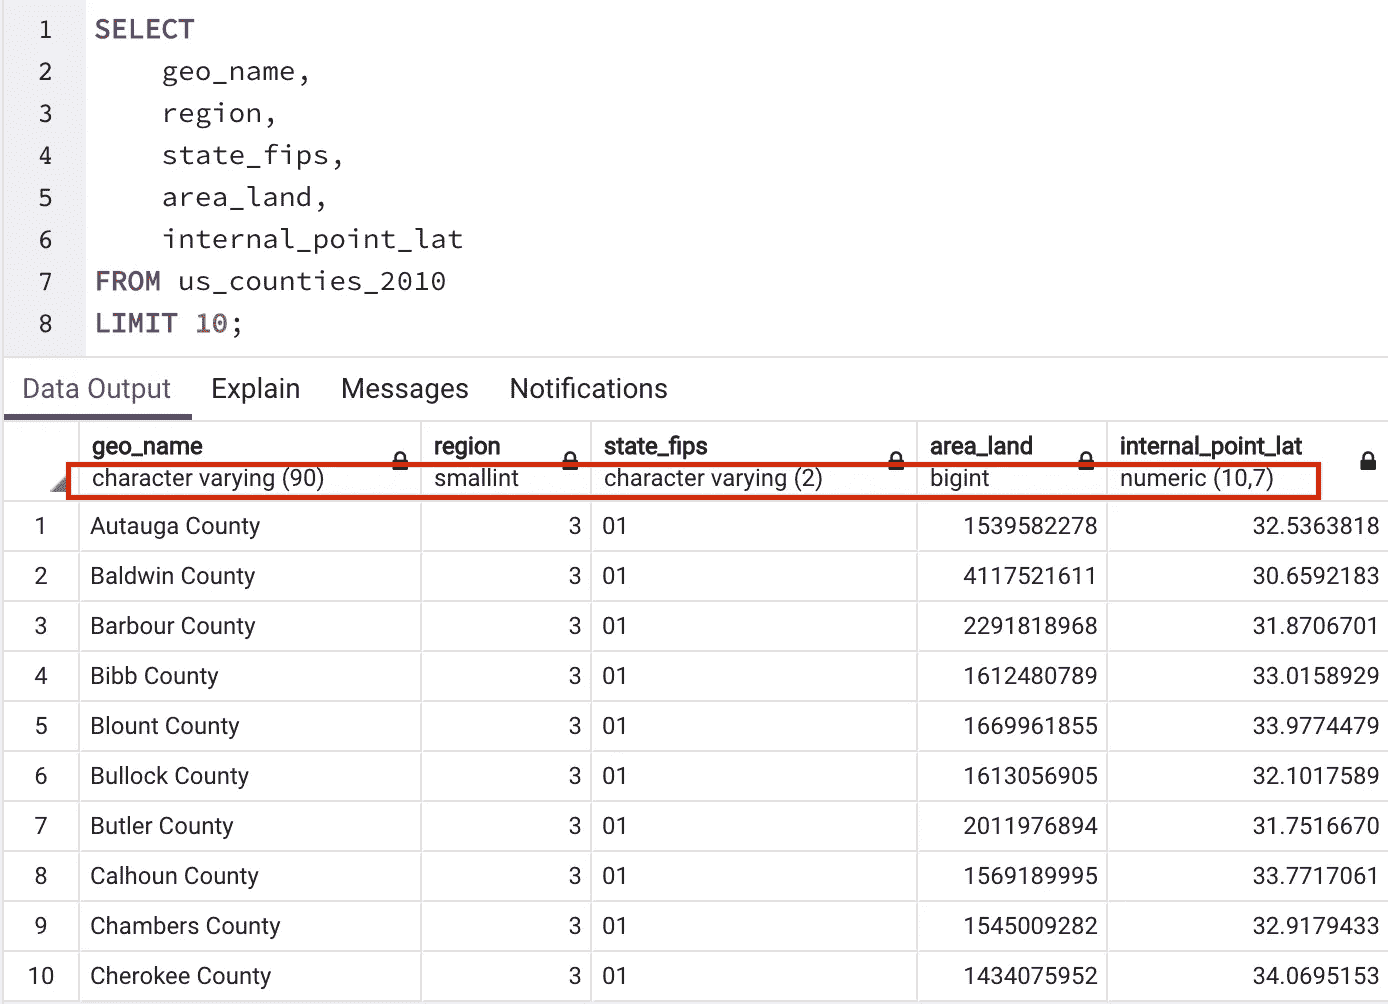 1 SELECT
2 geo_name,
3 region,
4 state_fips,
5 area_land,
6 internal_point_lat
7 FROM us_counties_2010
8 LIMIT 10;
Data Output Explain Messages Notifications
geo_name region state_fips area_land internal_point_lat
character varying (90) smallint character varying (2) bigint numeric (10,7)
1 Autauga County 3 01 1539582278 32.5363818
2 Baldwin County 3 01 4117521611 30.6592183
3 Barbour County 3 01 2291818968 31.8706701
4 Bibb County 3 01 1612480789 33.0158929
5 Blount County 3 01 1669961855 33.9774479
6 Bullock County 3 01 1613056905 32.1017589
7 Butler County 3 01 2011976894 31.7516670
8 Calhoun County 3 01 1569189995 33.7717061
9 Chambers County 3 01 1545009282 32.9179433
10 Cherokee County 3 01 1434075952 34.0695153